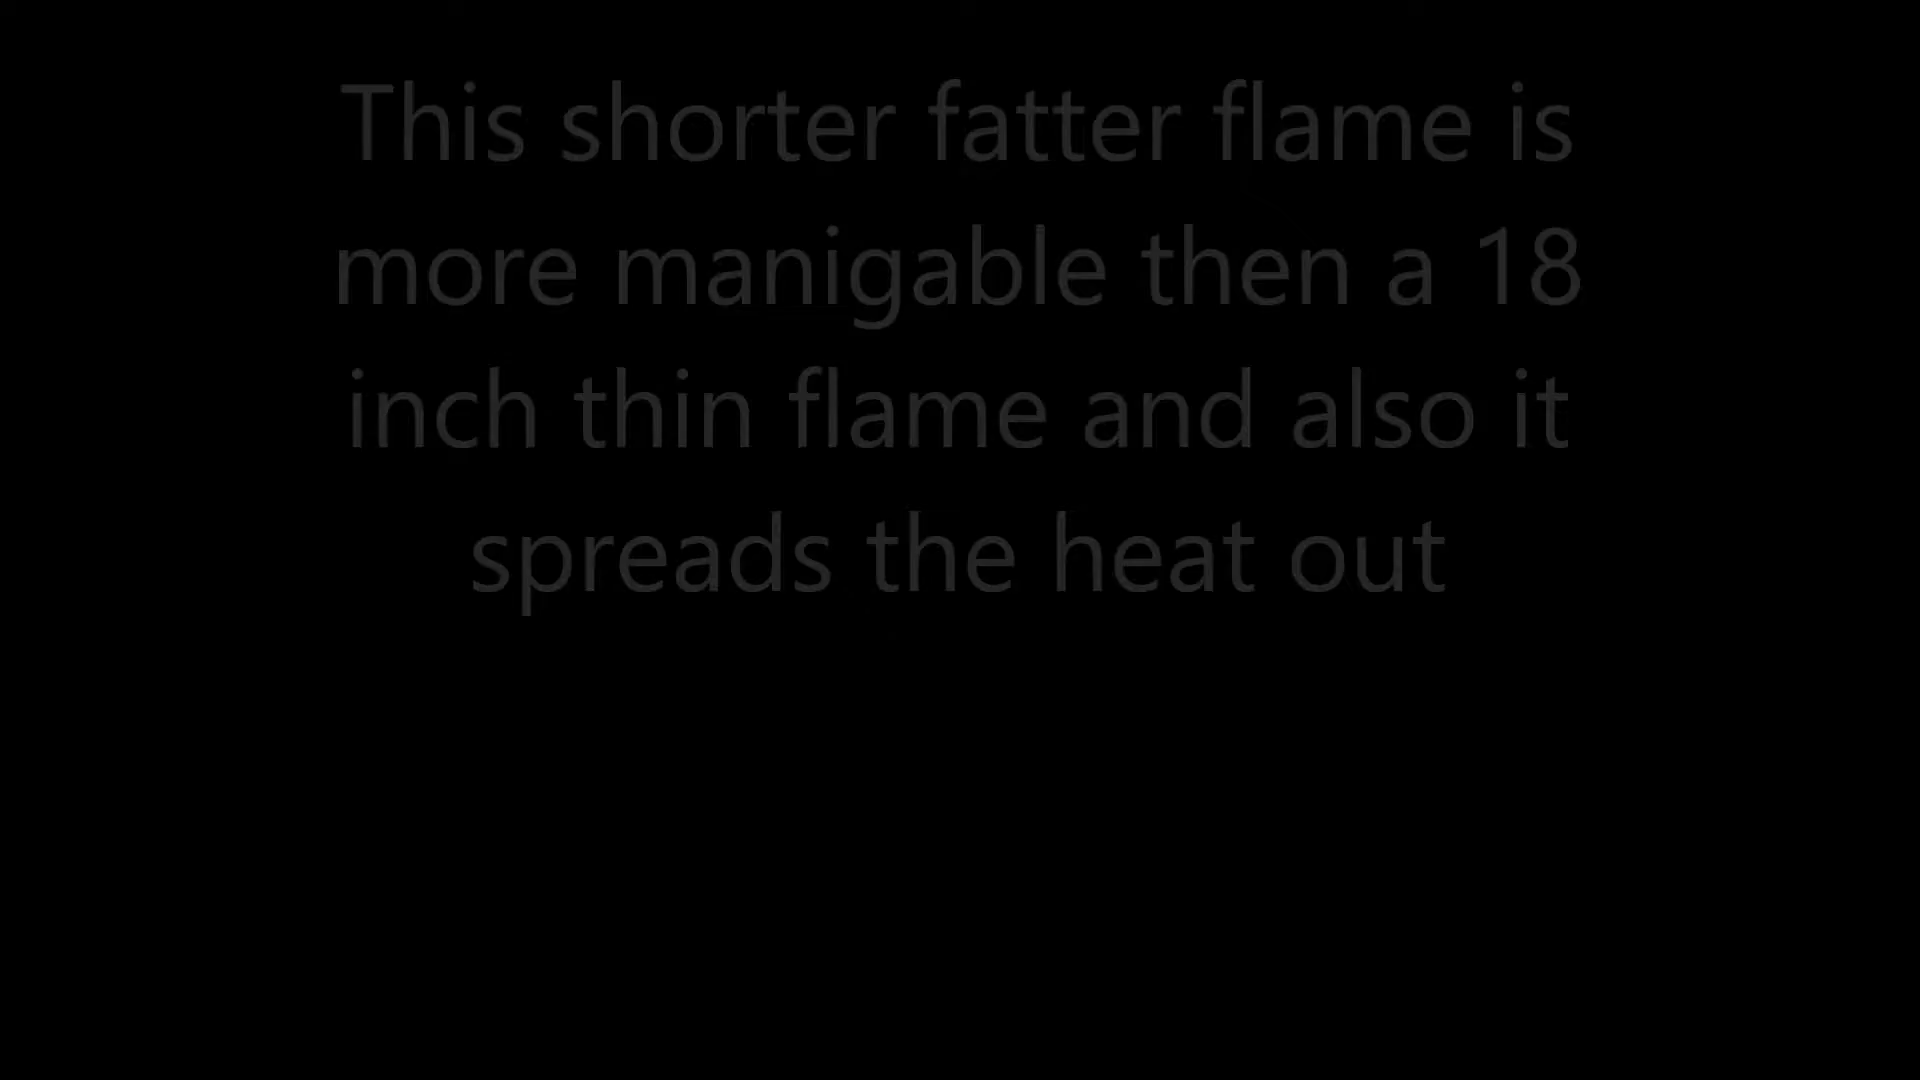 This shorter fatter flame is
more manigable then a 18
inch thin flame and also it
spreads the heat out